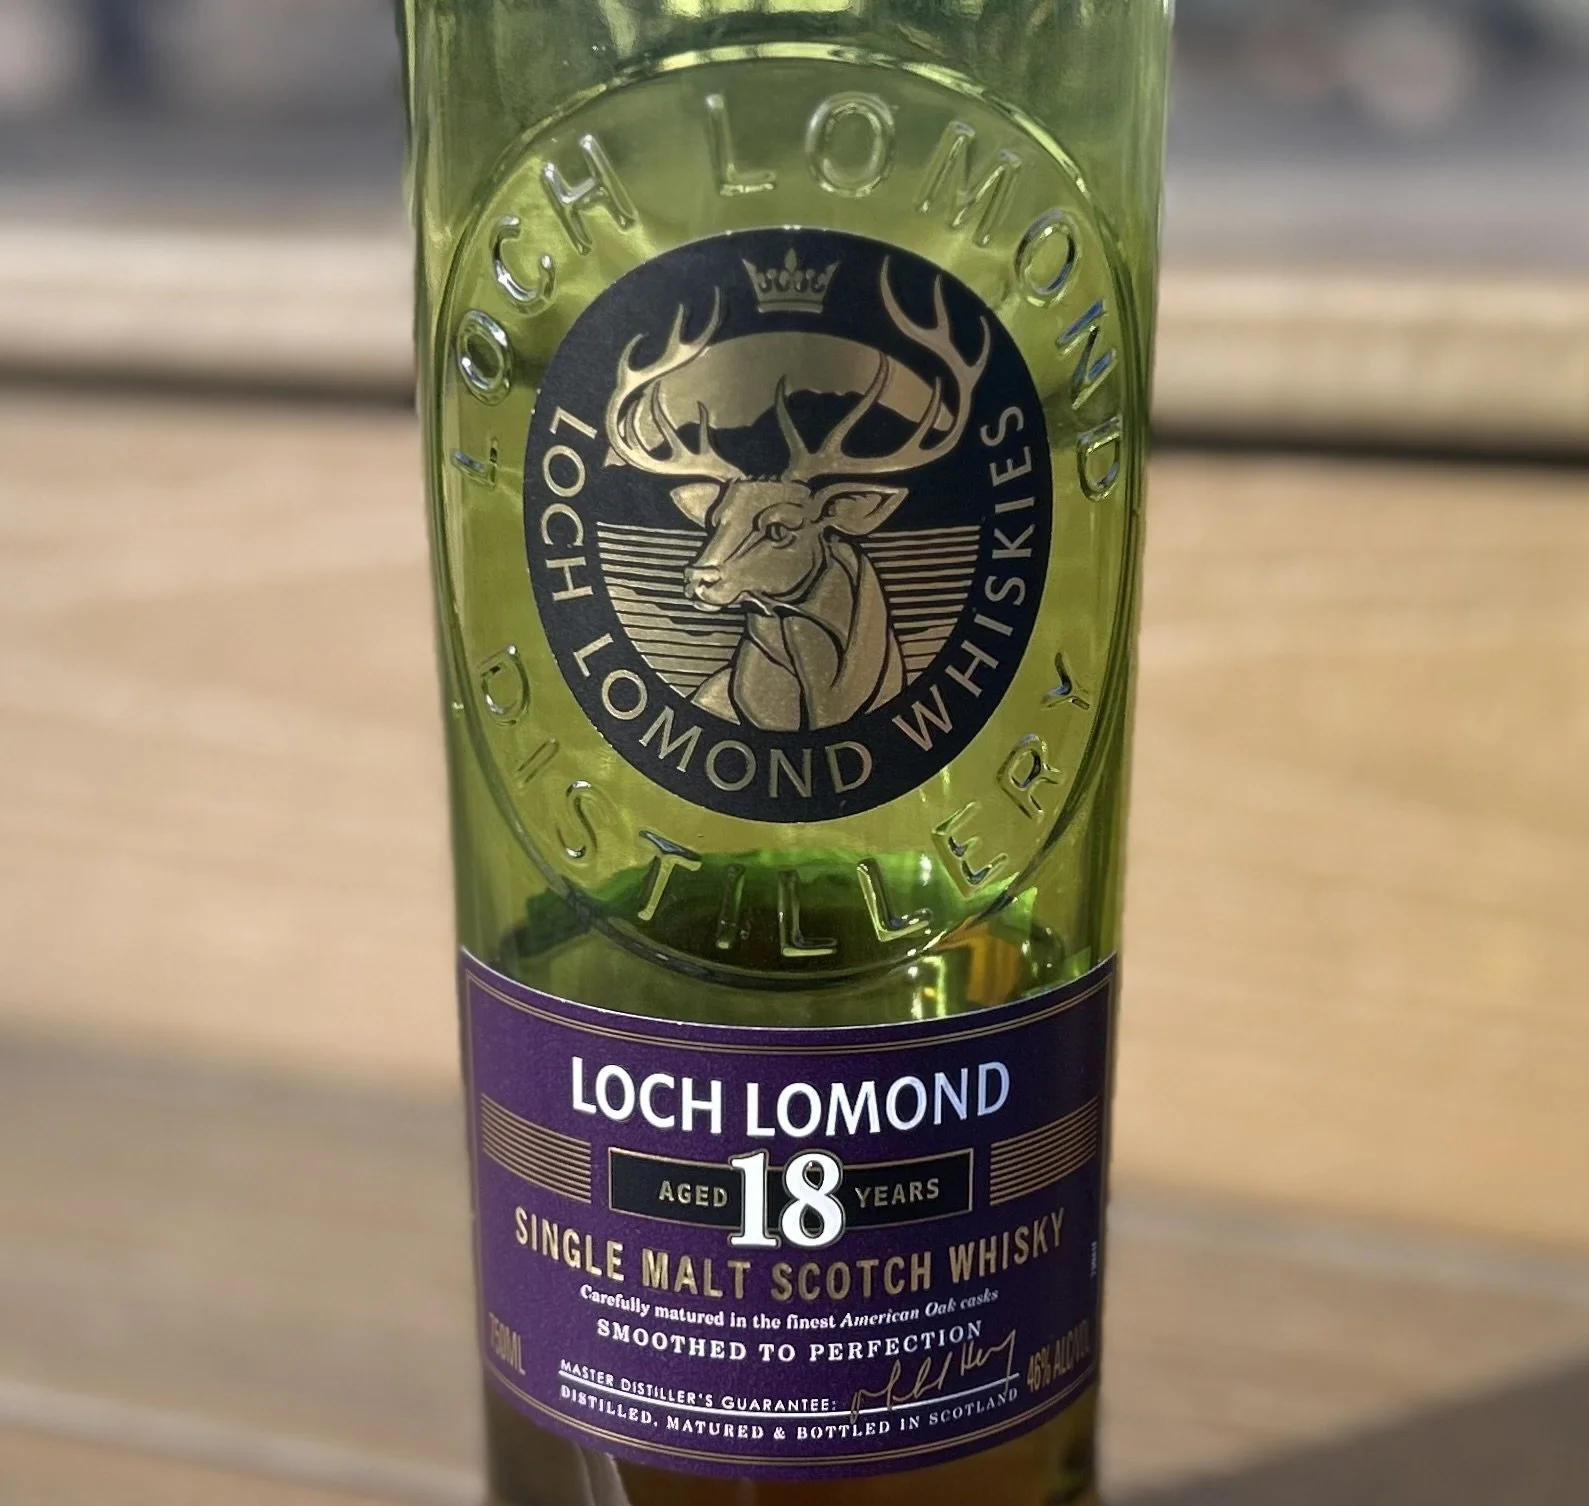 LOCH LOMOND
DISTILLERY
LOCH LOMOND WHISKIES
LOCH LOMOND
AGED 18 YEARS
SINGLE MALT SCOTCH WHISKY
Carefully matured in the finest American Oak casks
SMOOTHED TO PERFECTION
750ML
46% ALC/VOL
MASTER DISTILLER'S GUARANTEE:
DISTILLED, MATURED & BOTTLED IN SCOTLAND